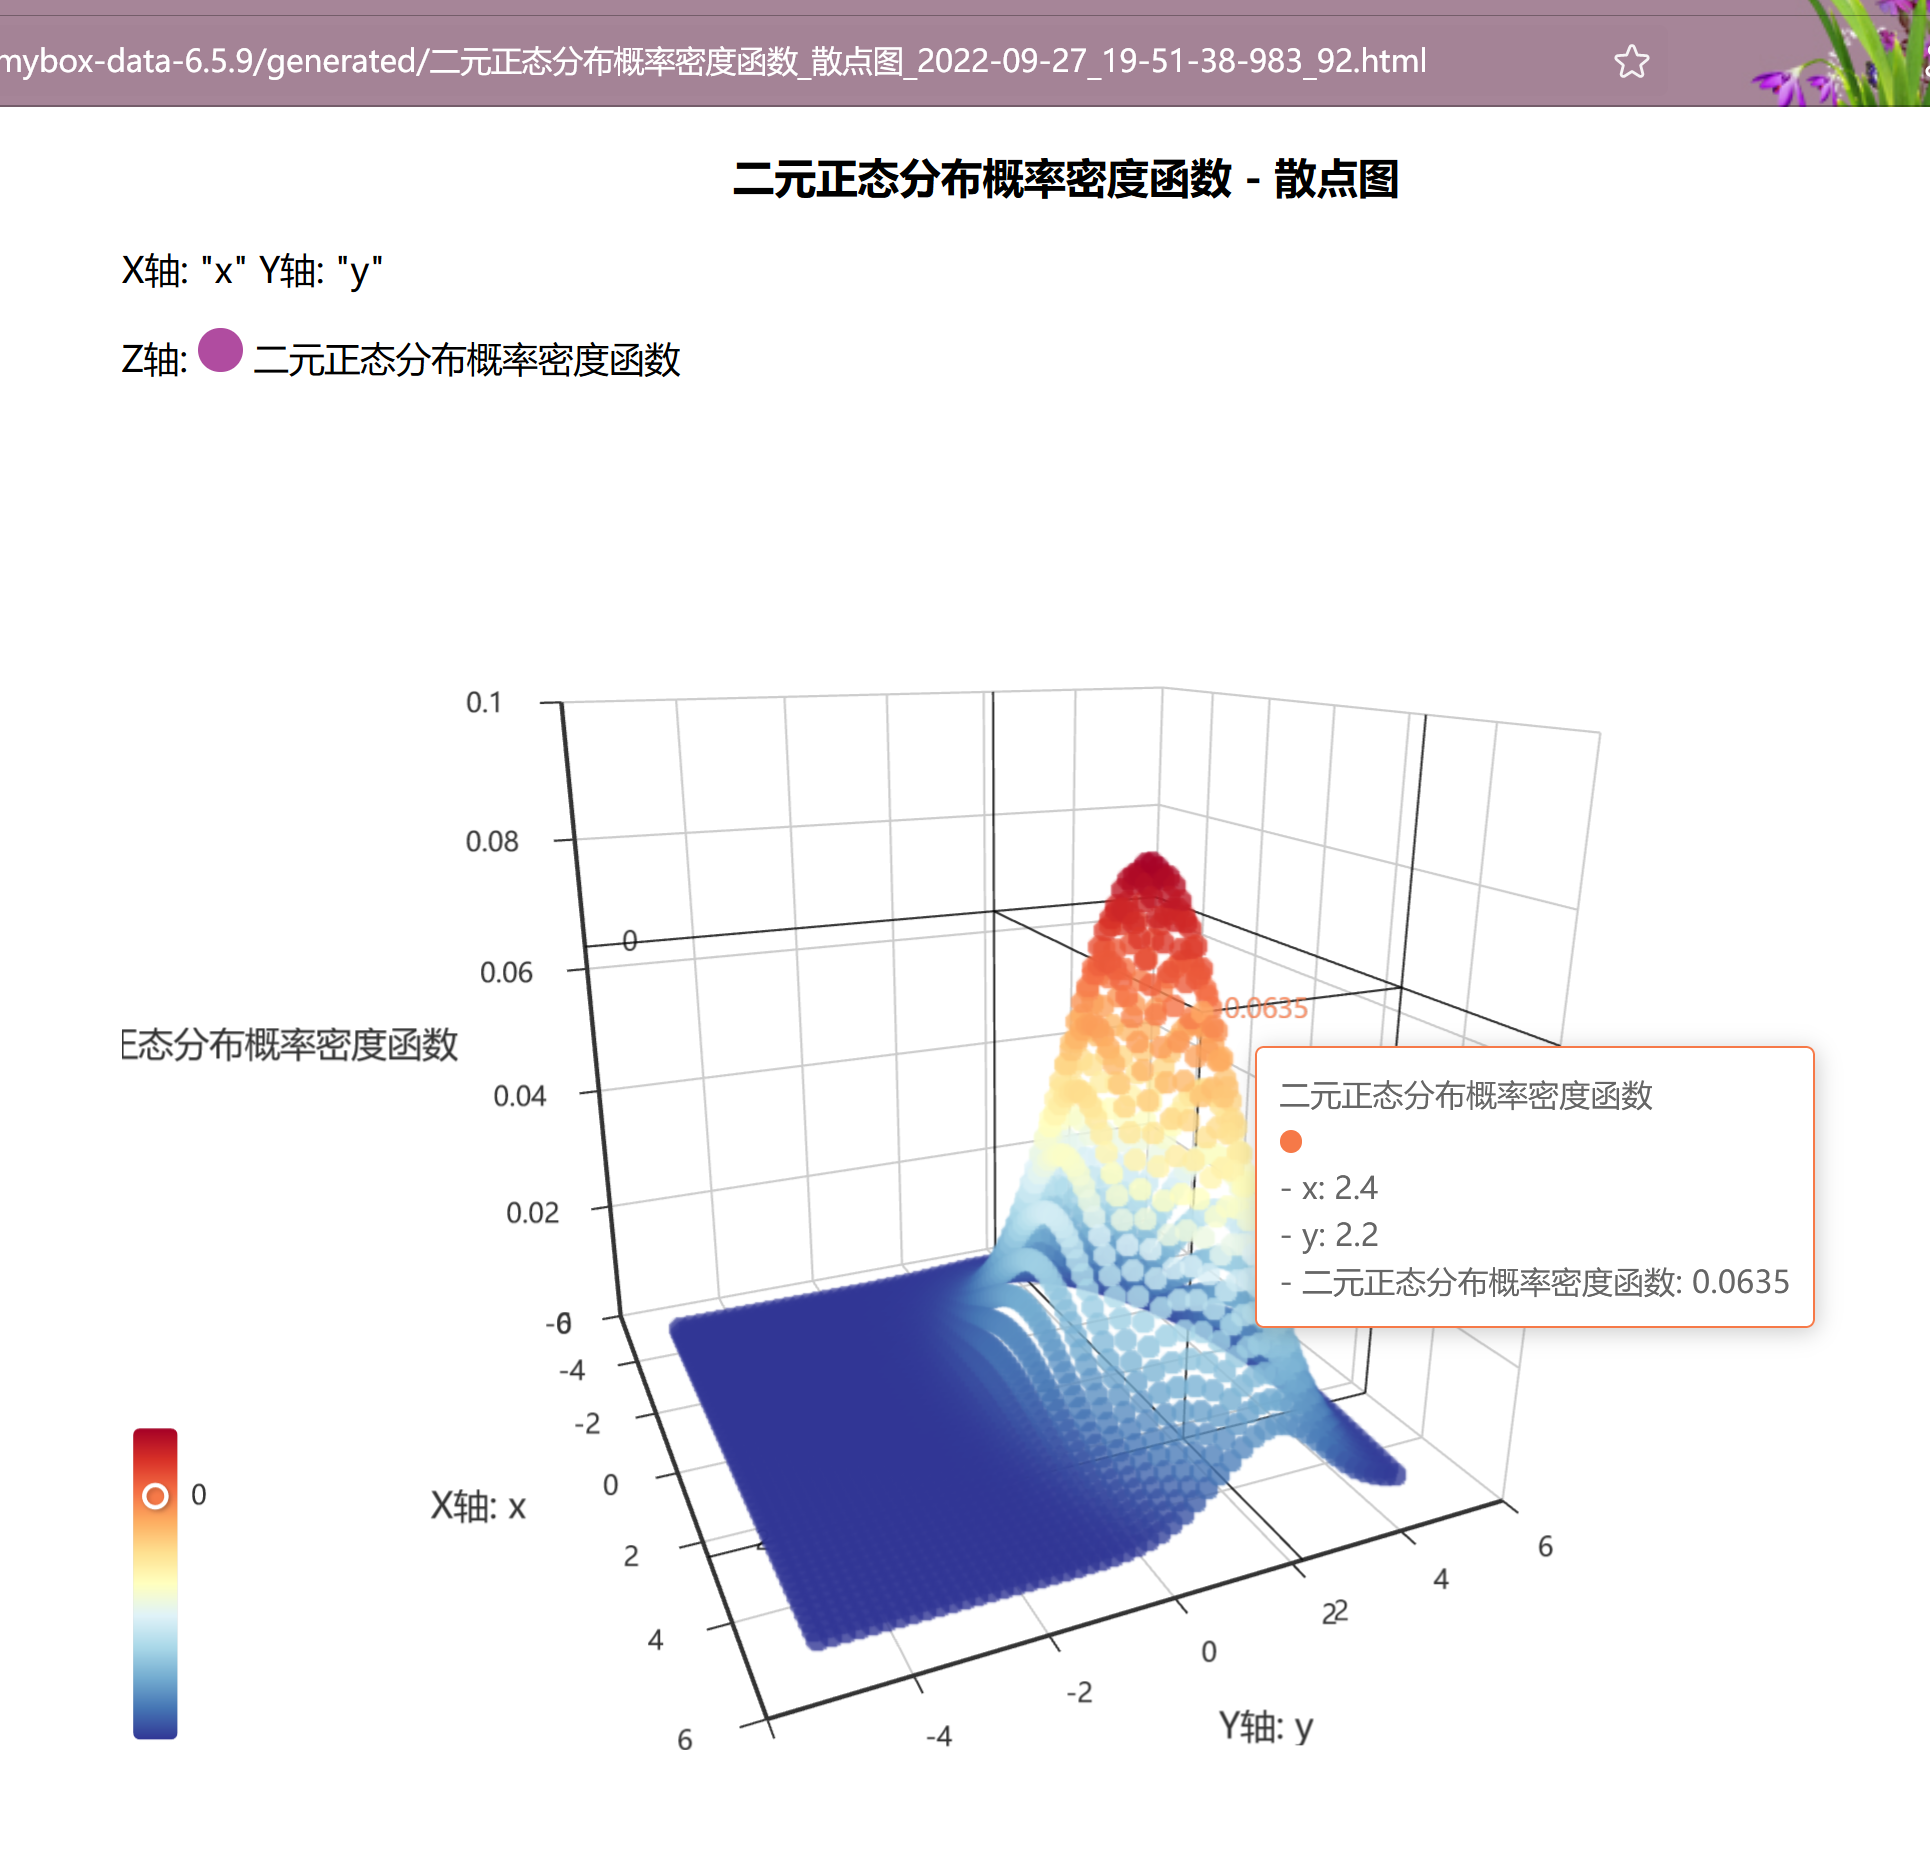 mybox-data-6.5.9/generated/二元正态分布概率密度函数_散点图_2022-09-27_19-51-38-983_92.html
二元正态分布概率密度函数 - 散点图
X轴: "x" Y轴: "y"
Z轴: 二元正态分布概率密度函数
0.1
0.08
0
0.06
0.0635
正态分布概率密度函数
0.04
0.02
二元正态分布概率密度函数
- x: 2.4
- y: 2.2
- 二元正态分布概率密度函数: 0.0635
0
-6
-4
-2
0
X轴: x
2
4
6
-4
-2
0
22
4
6
Y轴: y
0